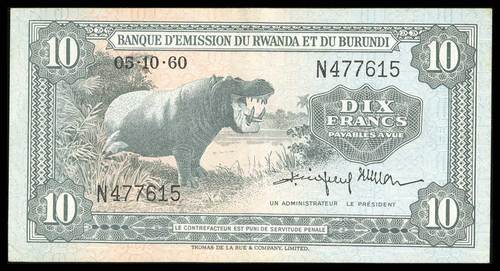 BANQUE D'EMISSION DU RWANDA ET DU BURUNDI
10 10
05-10-60
N477615
DIX
FRANCS
PAYABLES A VUE
N477615
UN ADMINISTRATEUR LE PRÉSIDENT
10 10
LE CONTREFACTEUR EST PUNI DE SERVITUDE PENALE
THOMAS DE LA RUE & COMPANY, LIMITED.